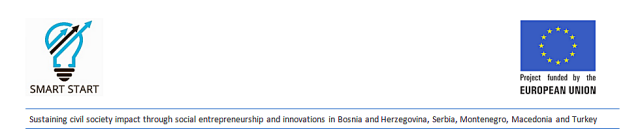 SMART START
Project funded by the
EUROPEAN UNION
Sustaining civil society impact through social entrepreneurship and innovations in Bosnia and Herzegovina, Serbia, Montenegro, Macedonia and Turkey